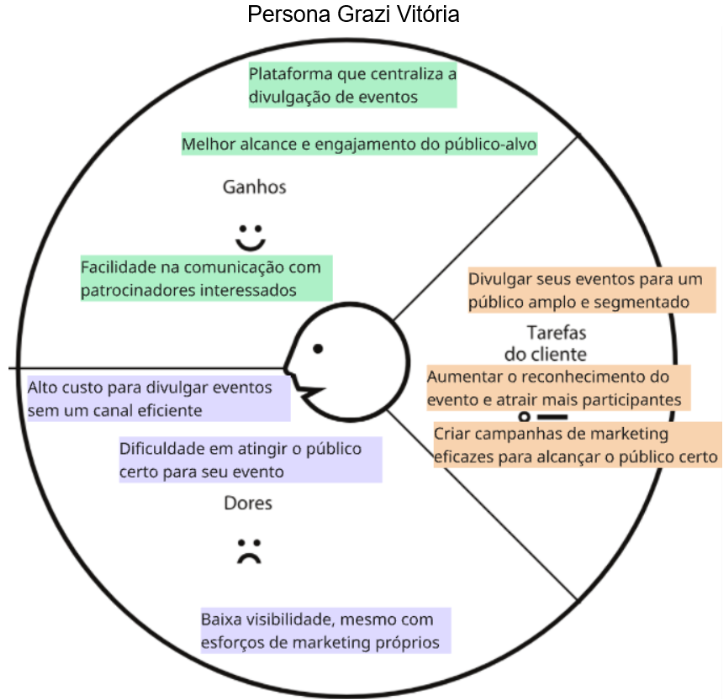 Persona Grazi Vitória
Plataforma que centraliza a
divulgação de eventos
Melhor alcance e engajamento do público-alvo
Ganhos
Facilidade na comunicação com
patrocinadores interessados
Divulgar seus eventos para um
público amplo e segmentado
Tarefas
do cliente
Aumentar o reconhecimento do
evento e atrair mais participantes
Criar campanhas de marketing
eficazes para alcançar o público certo
Alto custo para divulgar eventos
sem um canal eficiente
Dificuldade em atingir o público
certo para seu evento
Dores
Baixa visibilidade, mesmo com
esforços de marketing próprios